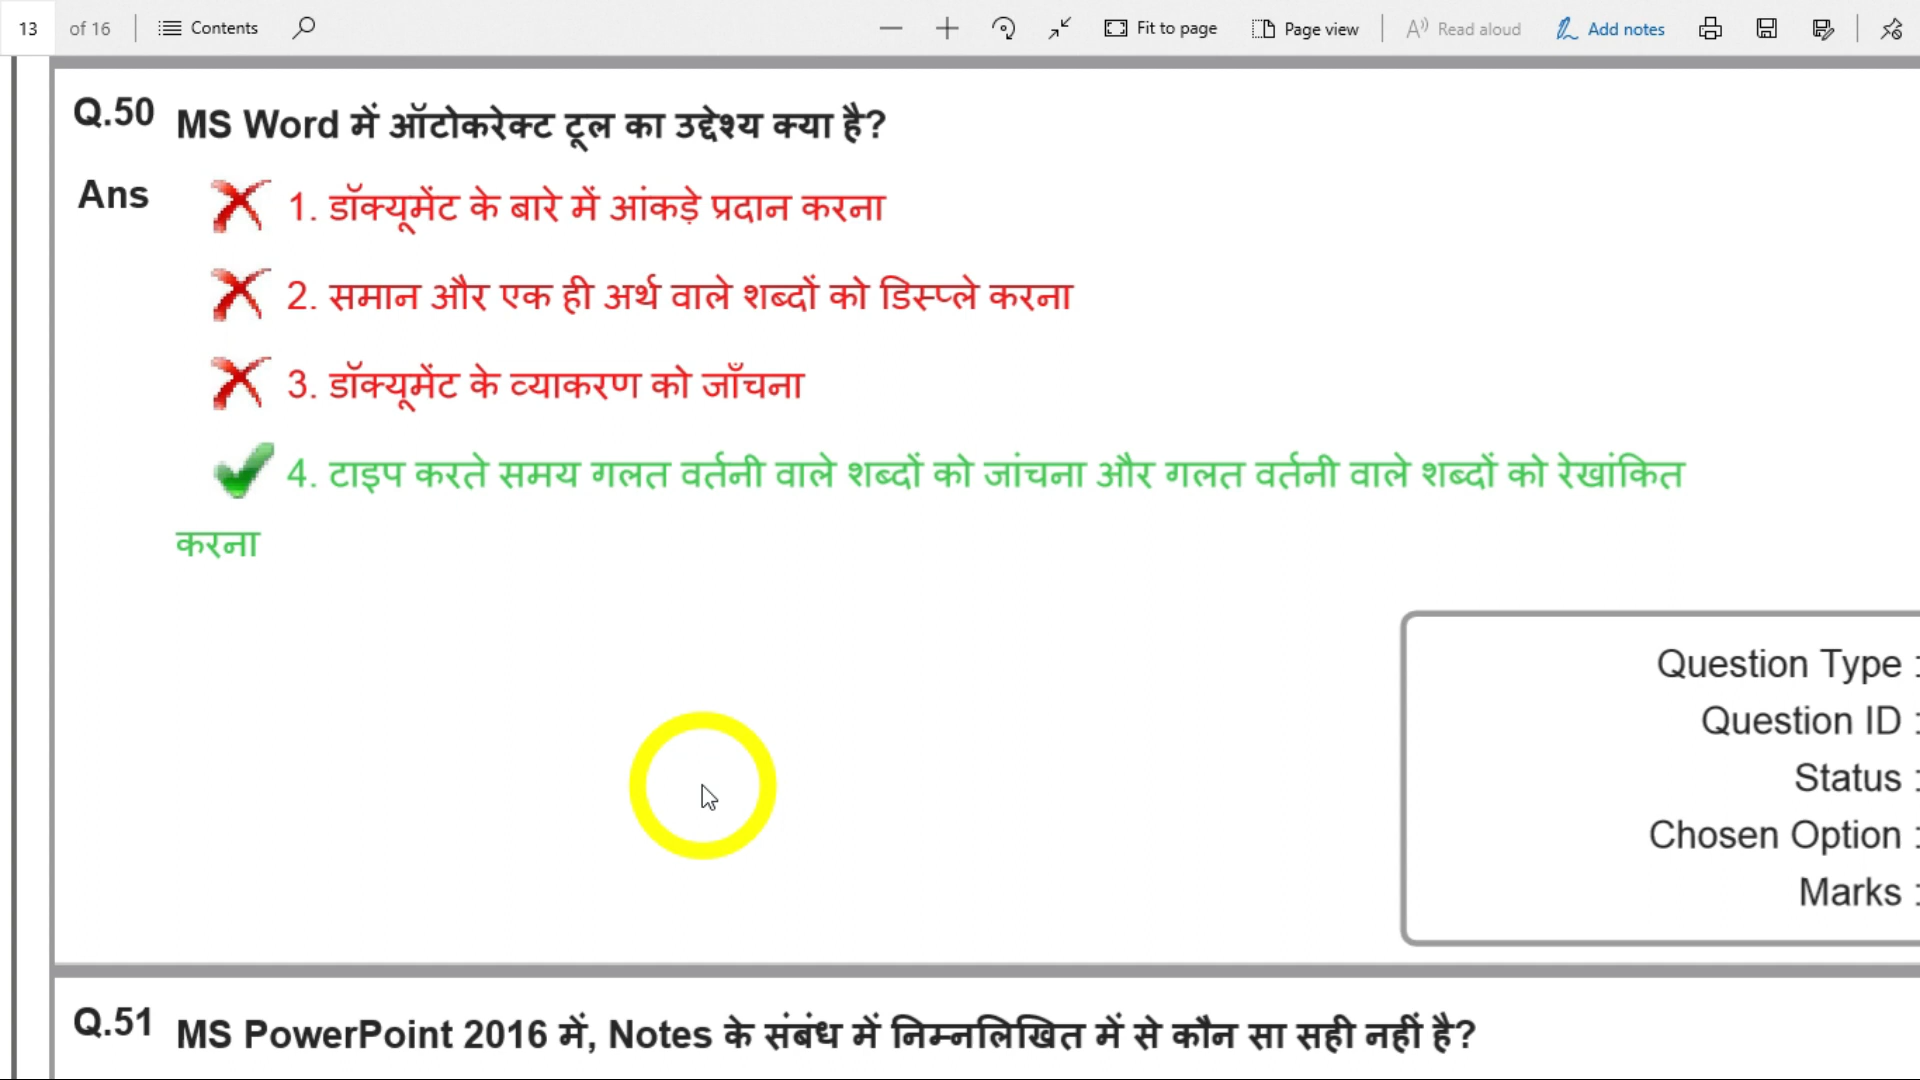 13 of 16 Contents Fit to page Page view Read aloud Add notes
Q.50 MS Word में ऑटोकरेक्ट टूल का उद्देश्य क्या है?
Ans 1. डॉक्यूमेंट के बारे में आंकड़े प्रदान करना
2. समान और एक ही अर्थ वाले शब्दों को डिस्प्ले करना
3. डॉक्यूमेंट के व्याकरण को जाँचना
4. टाइप करते समय गलत वर्तनी वाले शब्दों को जांचना और गलत वर्तनी वाले शब्दों को रेखांकित
करना
Question Type :
Question ID :
Status :
Chosen Option :
Marks :
Q.51 MS PowerPoint 2016 में, Notes के संबंध में निम्नलिखित में से कौन सा सही नहीं है?